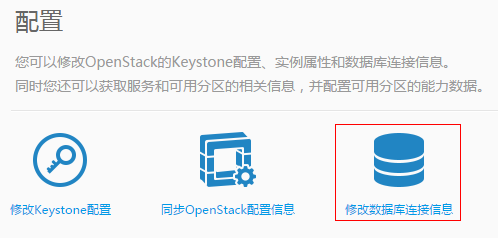 配置
您可以修改OpenStack的Keystone配置、实例属性和数据库连接信息。
同时您还可以获取服务和可用分区的相关信息，并配置可用分区的能力数据。
修改Keystone配置
同步OpenStack配置信息
修改数据库连接信息